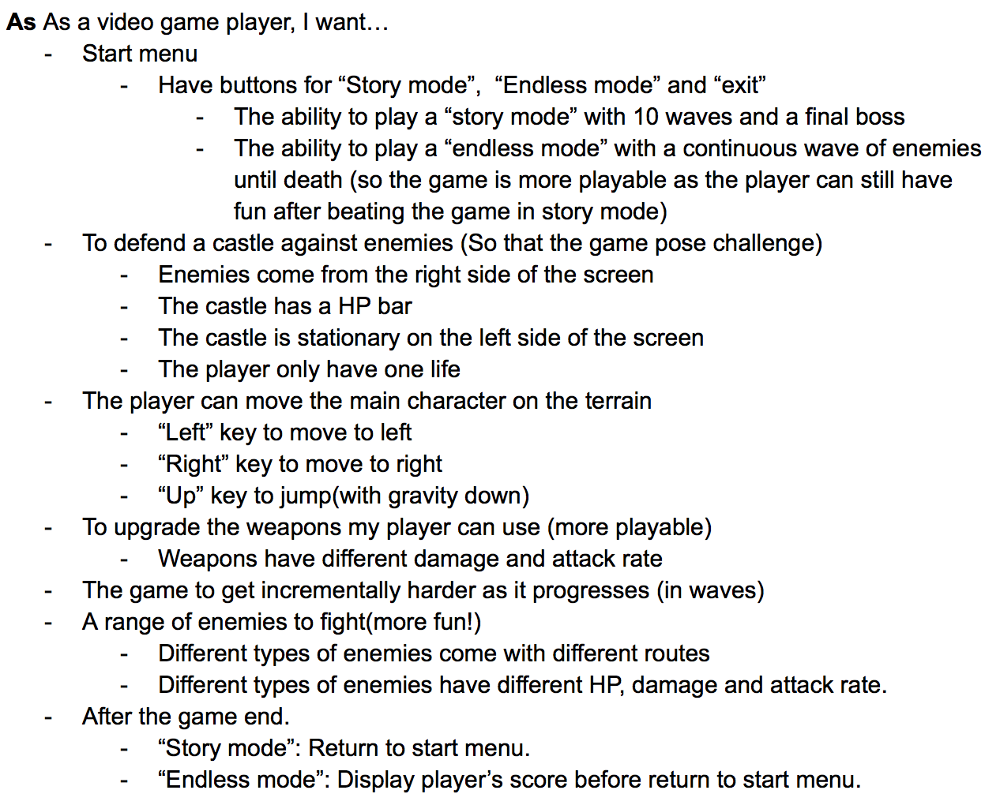 As As a video game player, I want…
- Start menu
- Have buttons for “Story mode”,  “Endless mode” and “exit”
- The ability to play a “story mode” with 10 waves and a final boss
- The ability to play a “endless mode” with a continuous wave of enemies
until death (so the game is more playable as the player can still have
fun after beating the game in story mode)
- To defend a castle against enemies (So that the game pose challenge)
- Enemies come from the right side of the screen
- The castle has a HP bar
- The castle is stationary on the left side of the screen
- The player only have one life
- The player can move the main character on the terrain
- “Left” key to move to left
- “Right” key to move to right
- “Up” key to jump(with gravity down)
- To upgrade the weapons my player can use (more playable)
- Weapons have different damage and attack rate
- The game to get incrementally harder as it progresses (in waves)
- A range of enemies to fight(more fun!)
- Different types of enemies come with different routes
- Different types of enemies have different HP, damage and attack rate.
- After the game end.
- “Story mode”: Return to start menu.
- “Endless mode”: Display player’s score before return to start menu.